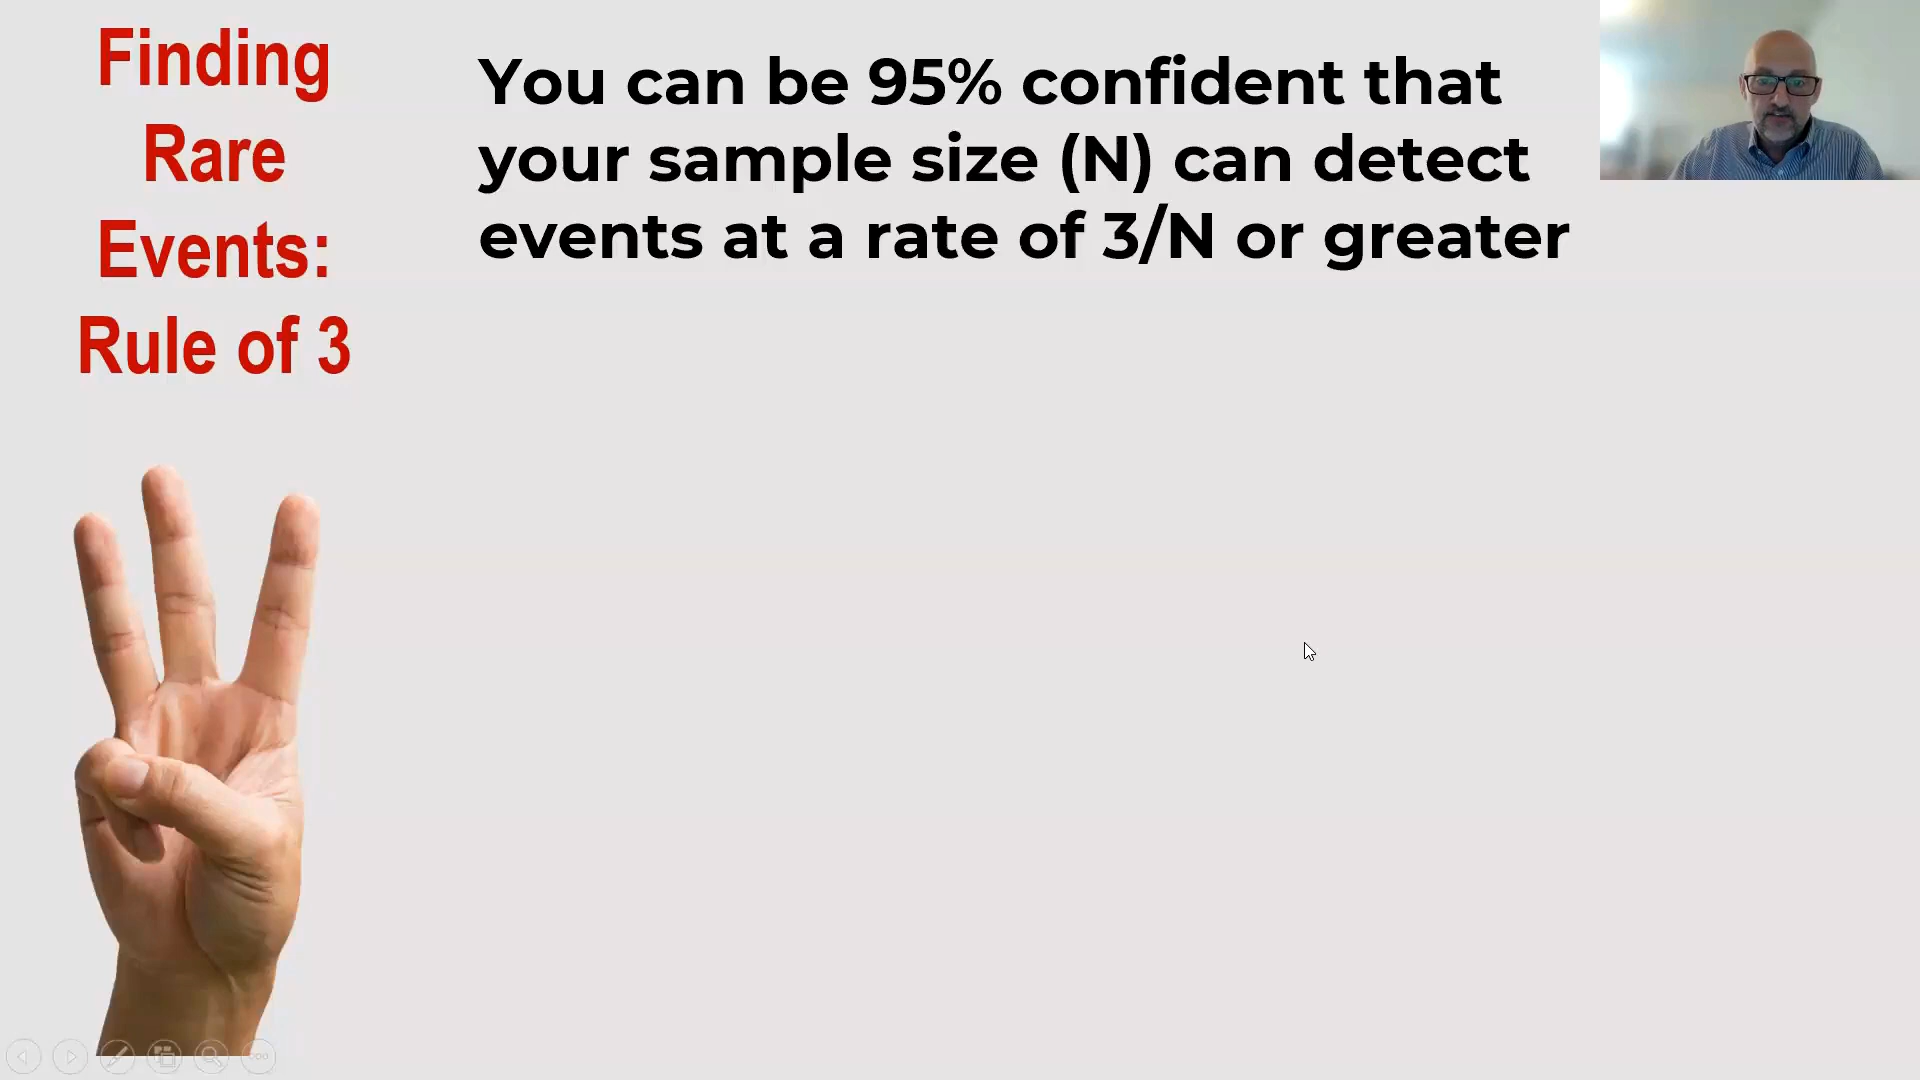 Finding
Rare
Events:
Rule of 3
You can be 95% confident that
your sample size (N) can detect
events at a rate of 3/N or greater